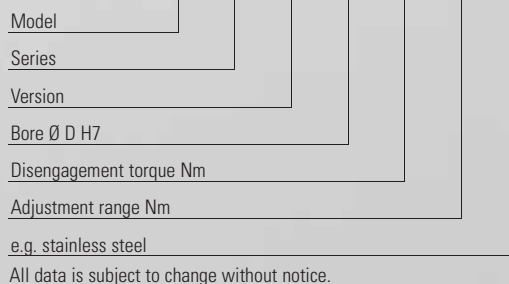 Model
Series
Version
Bore Ø D H7
Disengagement torque Nm
Adjustment range Nm
e.g. stainless steel
All data is subject to change without notice.